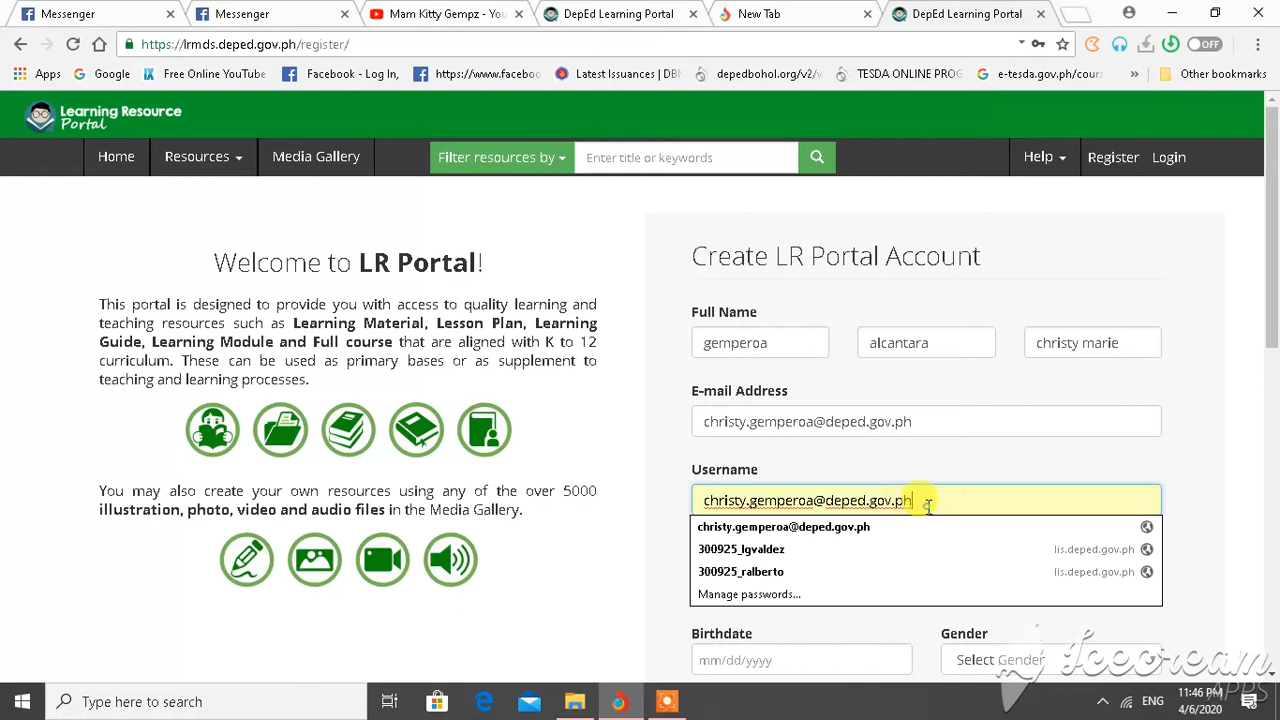 Messenger
Messenger
Mam Kitty Gempz - You
DepEd Learning Portal
New Tab
DepEd Learning Portal
https://lrmds.deped.gov.ph/register/
OFF
Apps
Google
Free Online YouTube
Facebook - Log In,
https://www.facebo
Latest Issuances | DBM
depedbohol.org/v2/
TESDA ONLINE PROG
e-tesda.gov.ph/cours
Other bookmarks
Learning Resource
Portal
Home
Resources
Media Gallery
Filter resources by
Enter title or keywords
Help
Register
Login
Welcome to LR Portal!
This portal is designed to provide you with access to quality learning and
teaching resources such as Learning Material, Lesson Plan, Learning
Guide, Learning Module and Full course that are aligned with K to 12
curriculum. These can be used as primary bases or as supplement to
teaching and learning processes.
You may also create your own resources using any of the over 5000
illustration, photo, video and audio files in the Media Gallery.
Create LR Portal Account
Full Name
gemperoa
alcantara
christy marie
E-mail Address
christy.gemperoa@deped.gov.ph
Username
christy.gemperoa@deped.gov.ph
christy.gemperoa@deped.gov.ph
300925_lgvaldez lis.deped.gov.ph
300925_ralberto lis.deped.gov.ph
Manage passwords...
Birthdate
Gender
mm/dd/yyyy
Select Gender
Icecream
APPS
Type here to search
ENG
11:46 PM
4/6/2020